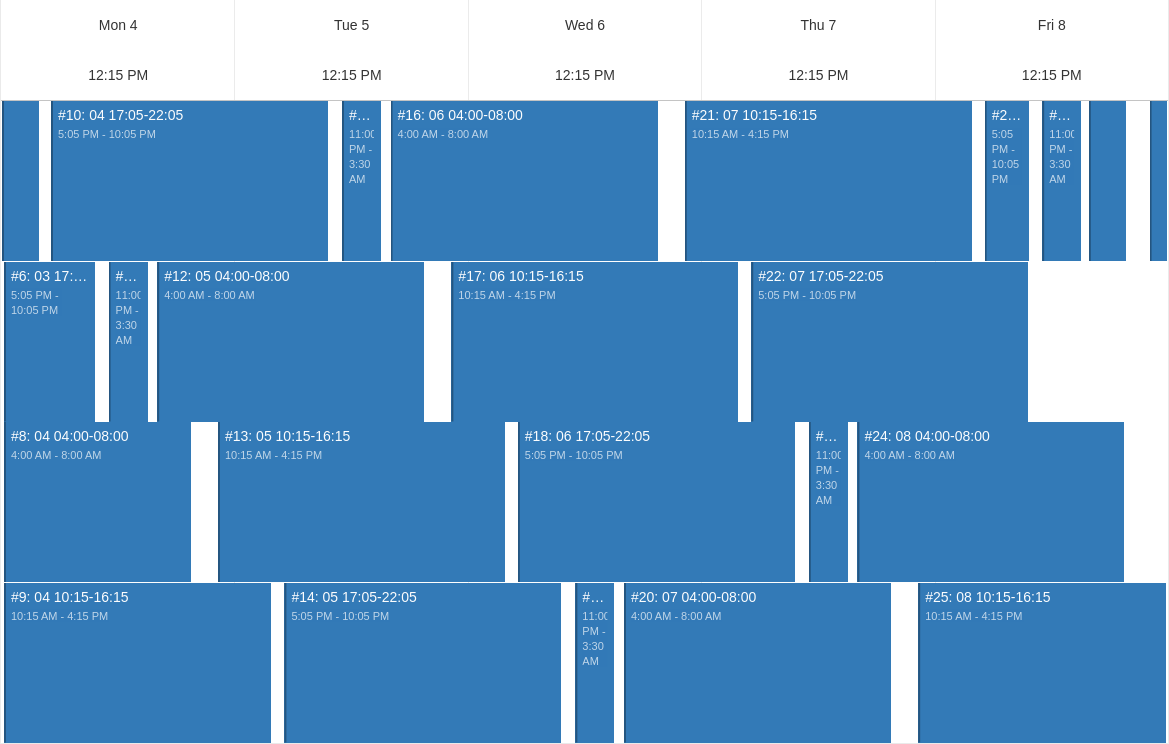 Mon 4
Tue 5
Wed 6
Thu 7
Fri 8
12:15 PM
12:15 PM
12:15 PM
12:15 PM
12:15 PM
#10: 04 17:05-22:05
5:05 PM - 10:05 PM
#...
11:00
PM -
3:30
AM
#16: 06 04:00-08:00
4:00 AM - 8:00 AM
#21: 07 10:15-16:15
10:15 AM - 4:15 PM
#2...
5:05
PM -
10:05
PM
#...
11:00
PM -
3:30
AM
#6: 03 17:...
5:05 PM -
10:05 PM
#...
11:00
PM -
3:30
AM
#12: 05 04:00-08:00
4:00 AM - 8:00 AM
#17: 06 10:15-16:15
10:15 AM - 4:15 PM
#22: 07 17:05-22:05
5:05 PM - 10:05 PM
#8: 04 04:00-08:00
4:00 AM - 8:00 AM
#13: 05 10:15-16:15
10:15 AM - 4:15 PM
#18: 06 17:05-22:05
5:05 PM - 10:05 PM
#...
11:00
PM -
3:30
AM
#24: 08 04:00-08:00
4:00 AM - 8:00 AM
#9: 04 10:15-16:15
10:15 AM - 4:15 PM
#14: 05 17:05-22:05
5:05 PM - 10:05 PM
#...
11:00
PM -
3:30
AM
#20: 07 04:00-08:00
4:00 AM - 8:00 AM
#25: 08 10:15-16:15
10:15 AM - 4:15 PM